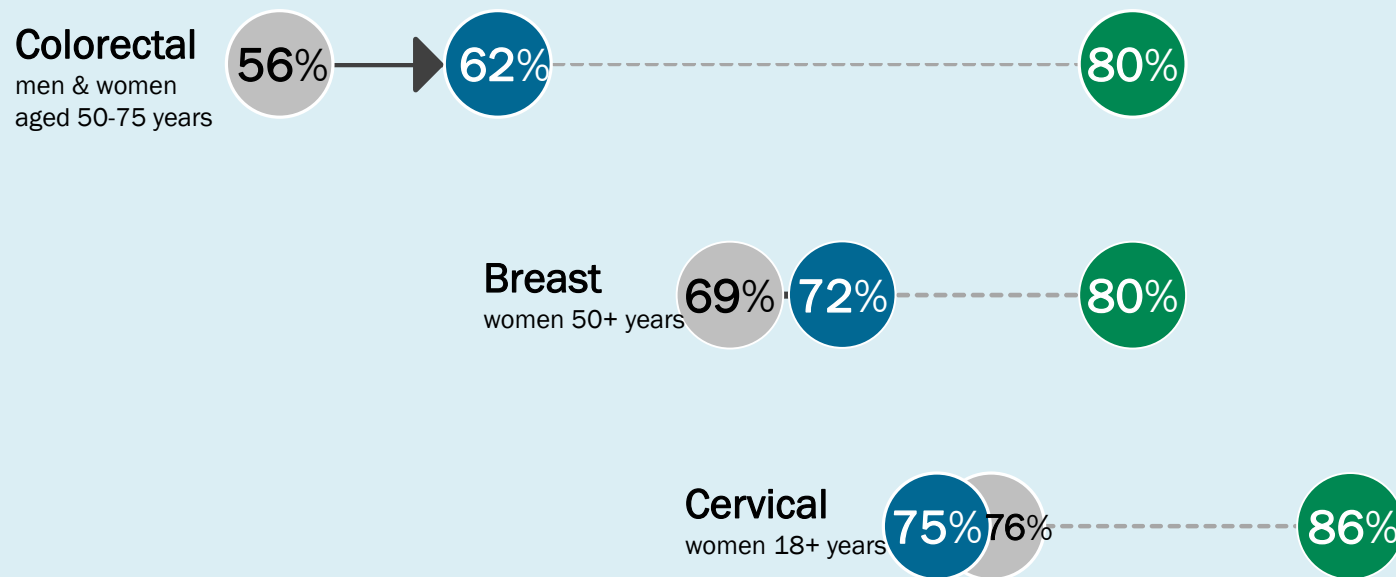 Colorectal
men & women
aged 50-75 years
56%
62%
80%
Breast
women 50+ years
69%
72%
80%
Cervical
women 18+ years
75%
76%
86%